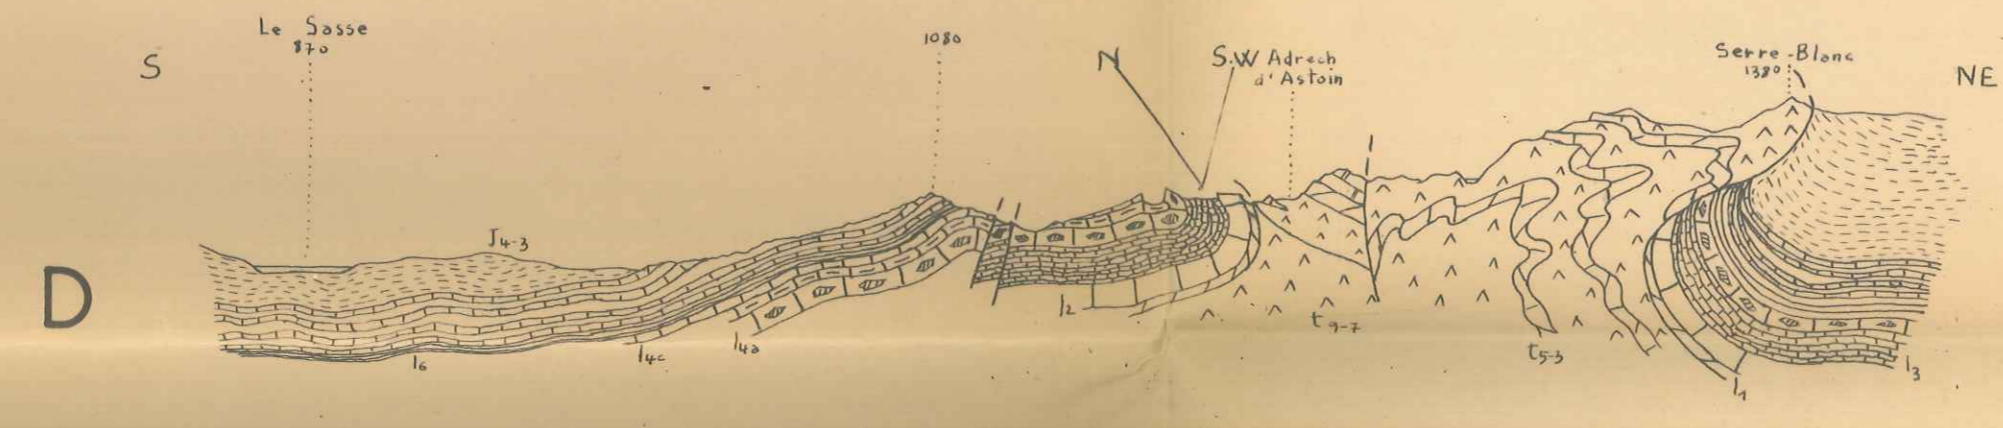 Le Sasse
870
S
1080
N
S.W Adrech
d'Astoin
Serre-Blanc
1380
NE
J4-3
D
l6
l4c
l4a
l2
t9-7
t5-3
l1
l3